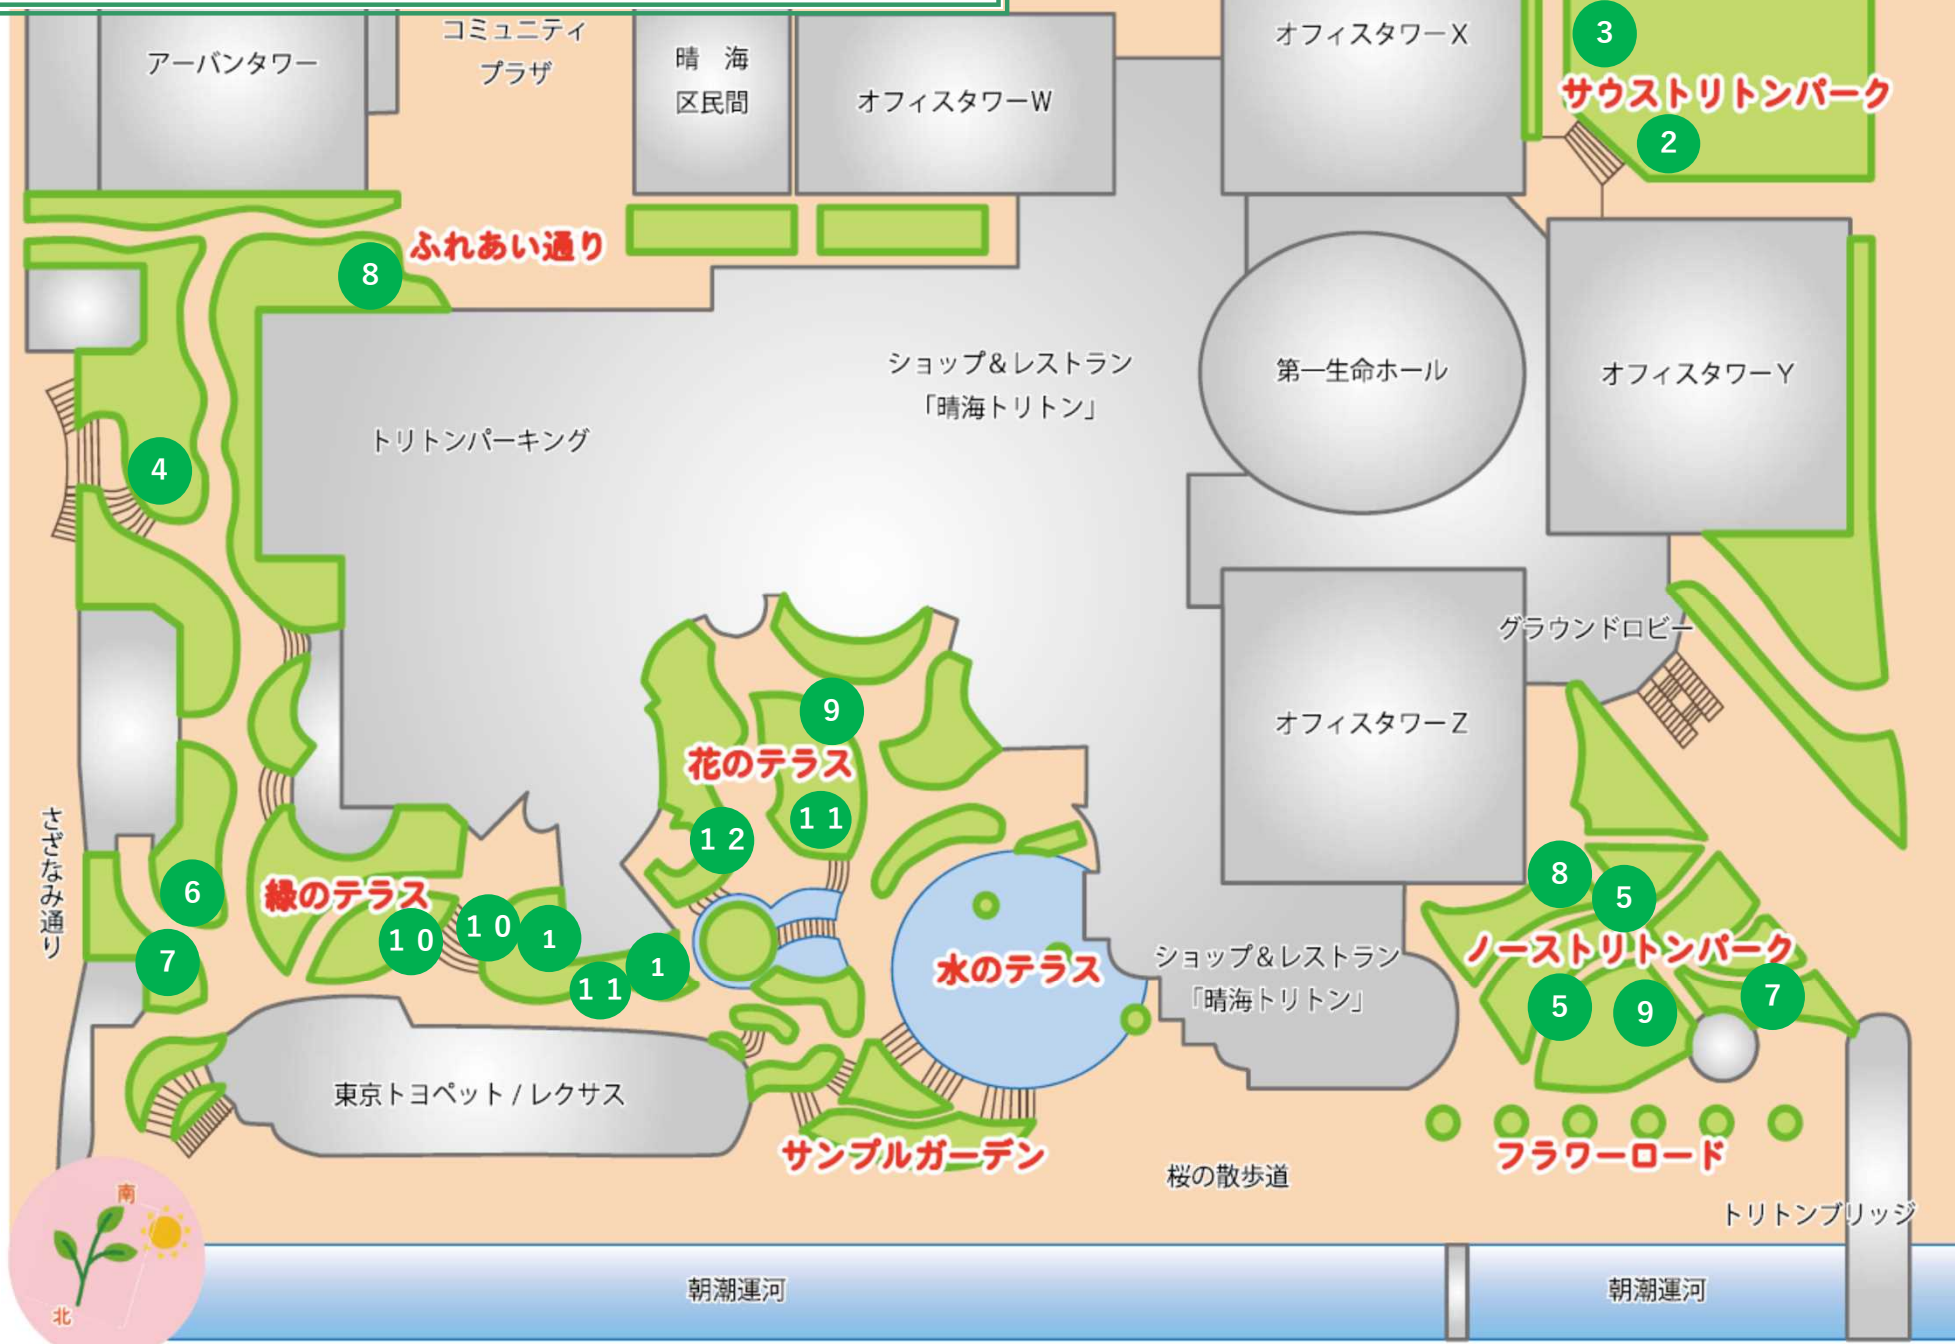 コミュニティ
プラザ
アーバンタワー
晴　海
区民間
オフィスタワーW
オフィスタワーX
3
サウストリトンパーク
2
ふれあい通り
8
ショップ＆レストラン
「晴海トリトン」
第一生命ホール
オフィスタワーY
トリトンパーキング
4
グラウンドロビー
9
花のテラス
オフィスタワーZ
11
12
さざなみ通り
6
緑のテラス
10
10
1
7
11
1
水のテラス
ショップ＆レストラン
「晴海トリトン」
8
5
ノーストリトンパーク
5
9
7
東京トヨペット / レクサス
サンプルガーデン
桜の散歩道
フラワーロード
トリトンブリッジ
南
北
朝潮運河
朝潮運河